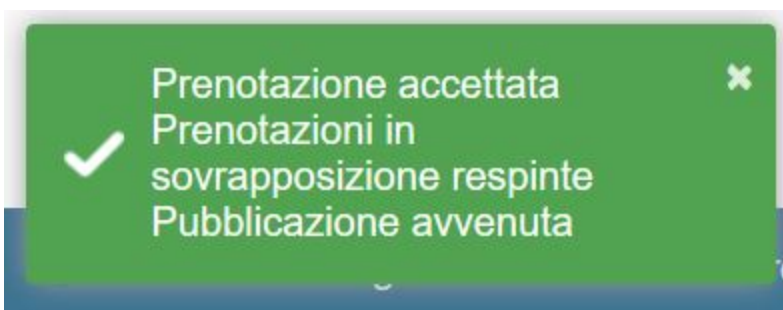 Prenotazione accettata
Prenotazioni in
sovrapposizione respinte
Pubblicazione avvenuta